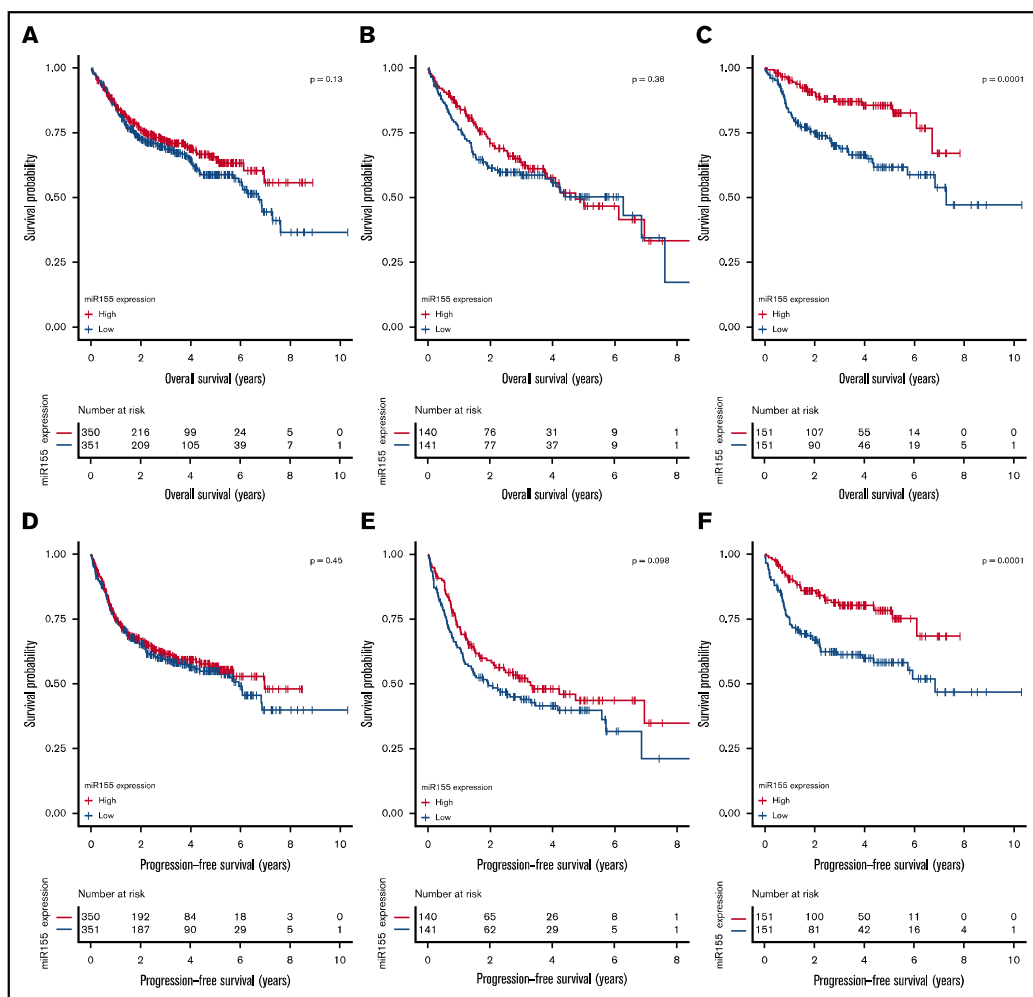 A
1.00
0.75
0.50
0.25
0.00
Survival probability
p = 0.13
miR155 expression
High
Low
0 2 4 6 8 10
Overall survival (years)
Number at risk
miR155 expression
350 216 99 24 5 0
351 209 105 39 7 1
0 2 4 6 8 10
Overall survival (years)
B
1.00
0.75
0.50
0.25
0.00
Survival probability
p = 0.36
miR155 expression
High
Low
0 2 4 6 8
Overall survival (years)
Number at risk
miR155 expression
140 76 31 9 1
141 77 37 9 1
0 2 4 6 8
Overall survival (years)
C
1.00
0.75
0.50
0.25
0.00
Survival probability
p = 0.0001
miR155 expression
High
Low
0 2 4 6 8 10
Overall survival (years)
Number at risk
miR155 expression
151 107 55 14 0 0
151 90 46 19 5 1
0 2 4 6 8 10
Overall survival (years)
D
1.00
0.75
0.50
0.25
0.00
Survival probability
p = 0.45
miR155 expression
High
Low
0 2 4 6 8 10
Progression–free survival (years)
Number at risk
miR155 expression
350 192 84 18 3 0
351 187 90 29 5 1
0 2 4 6 8 10
Progression–free survival (years)
E
1.00
0.75
0.50
0.25
0.00
Survival probability
p = 0.098
miR155 expression
High
Low
0 2 4 6 8
Progression–free survival (years)
Number at risk
miR155 expression
140 65 26 8 1
141 62 29 5 1
0 2 4 6 8
Progression–free survival (years)
F
1.00
0.75
0.50
0.25
0.00
Survival probability
p = 0.0001
miR155 expression
High
Low
0 2 4 6 8 10
Progression–free survival (years)
Number at risk
miR155 expression
151 100 50 11 0 0
151 81 42 16 4 1
0 2 4 6 8 10
Progression–free survival (years)